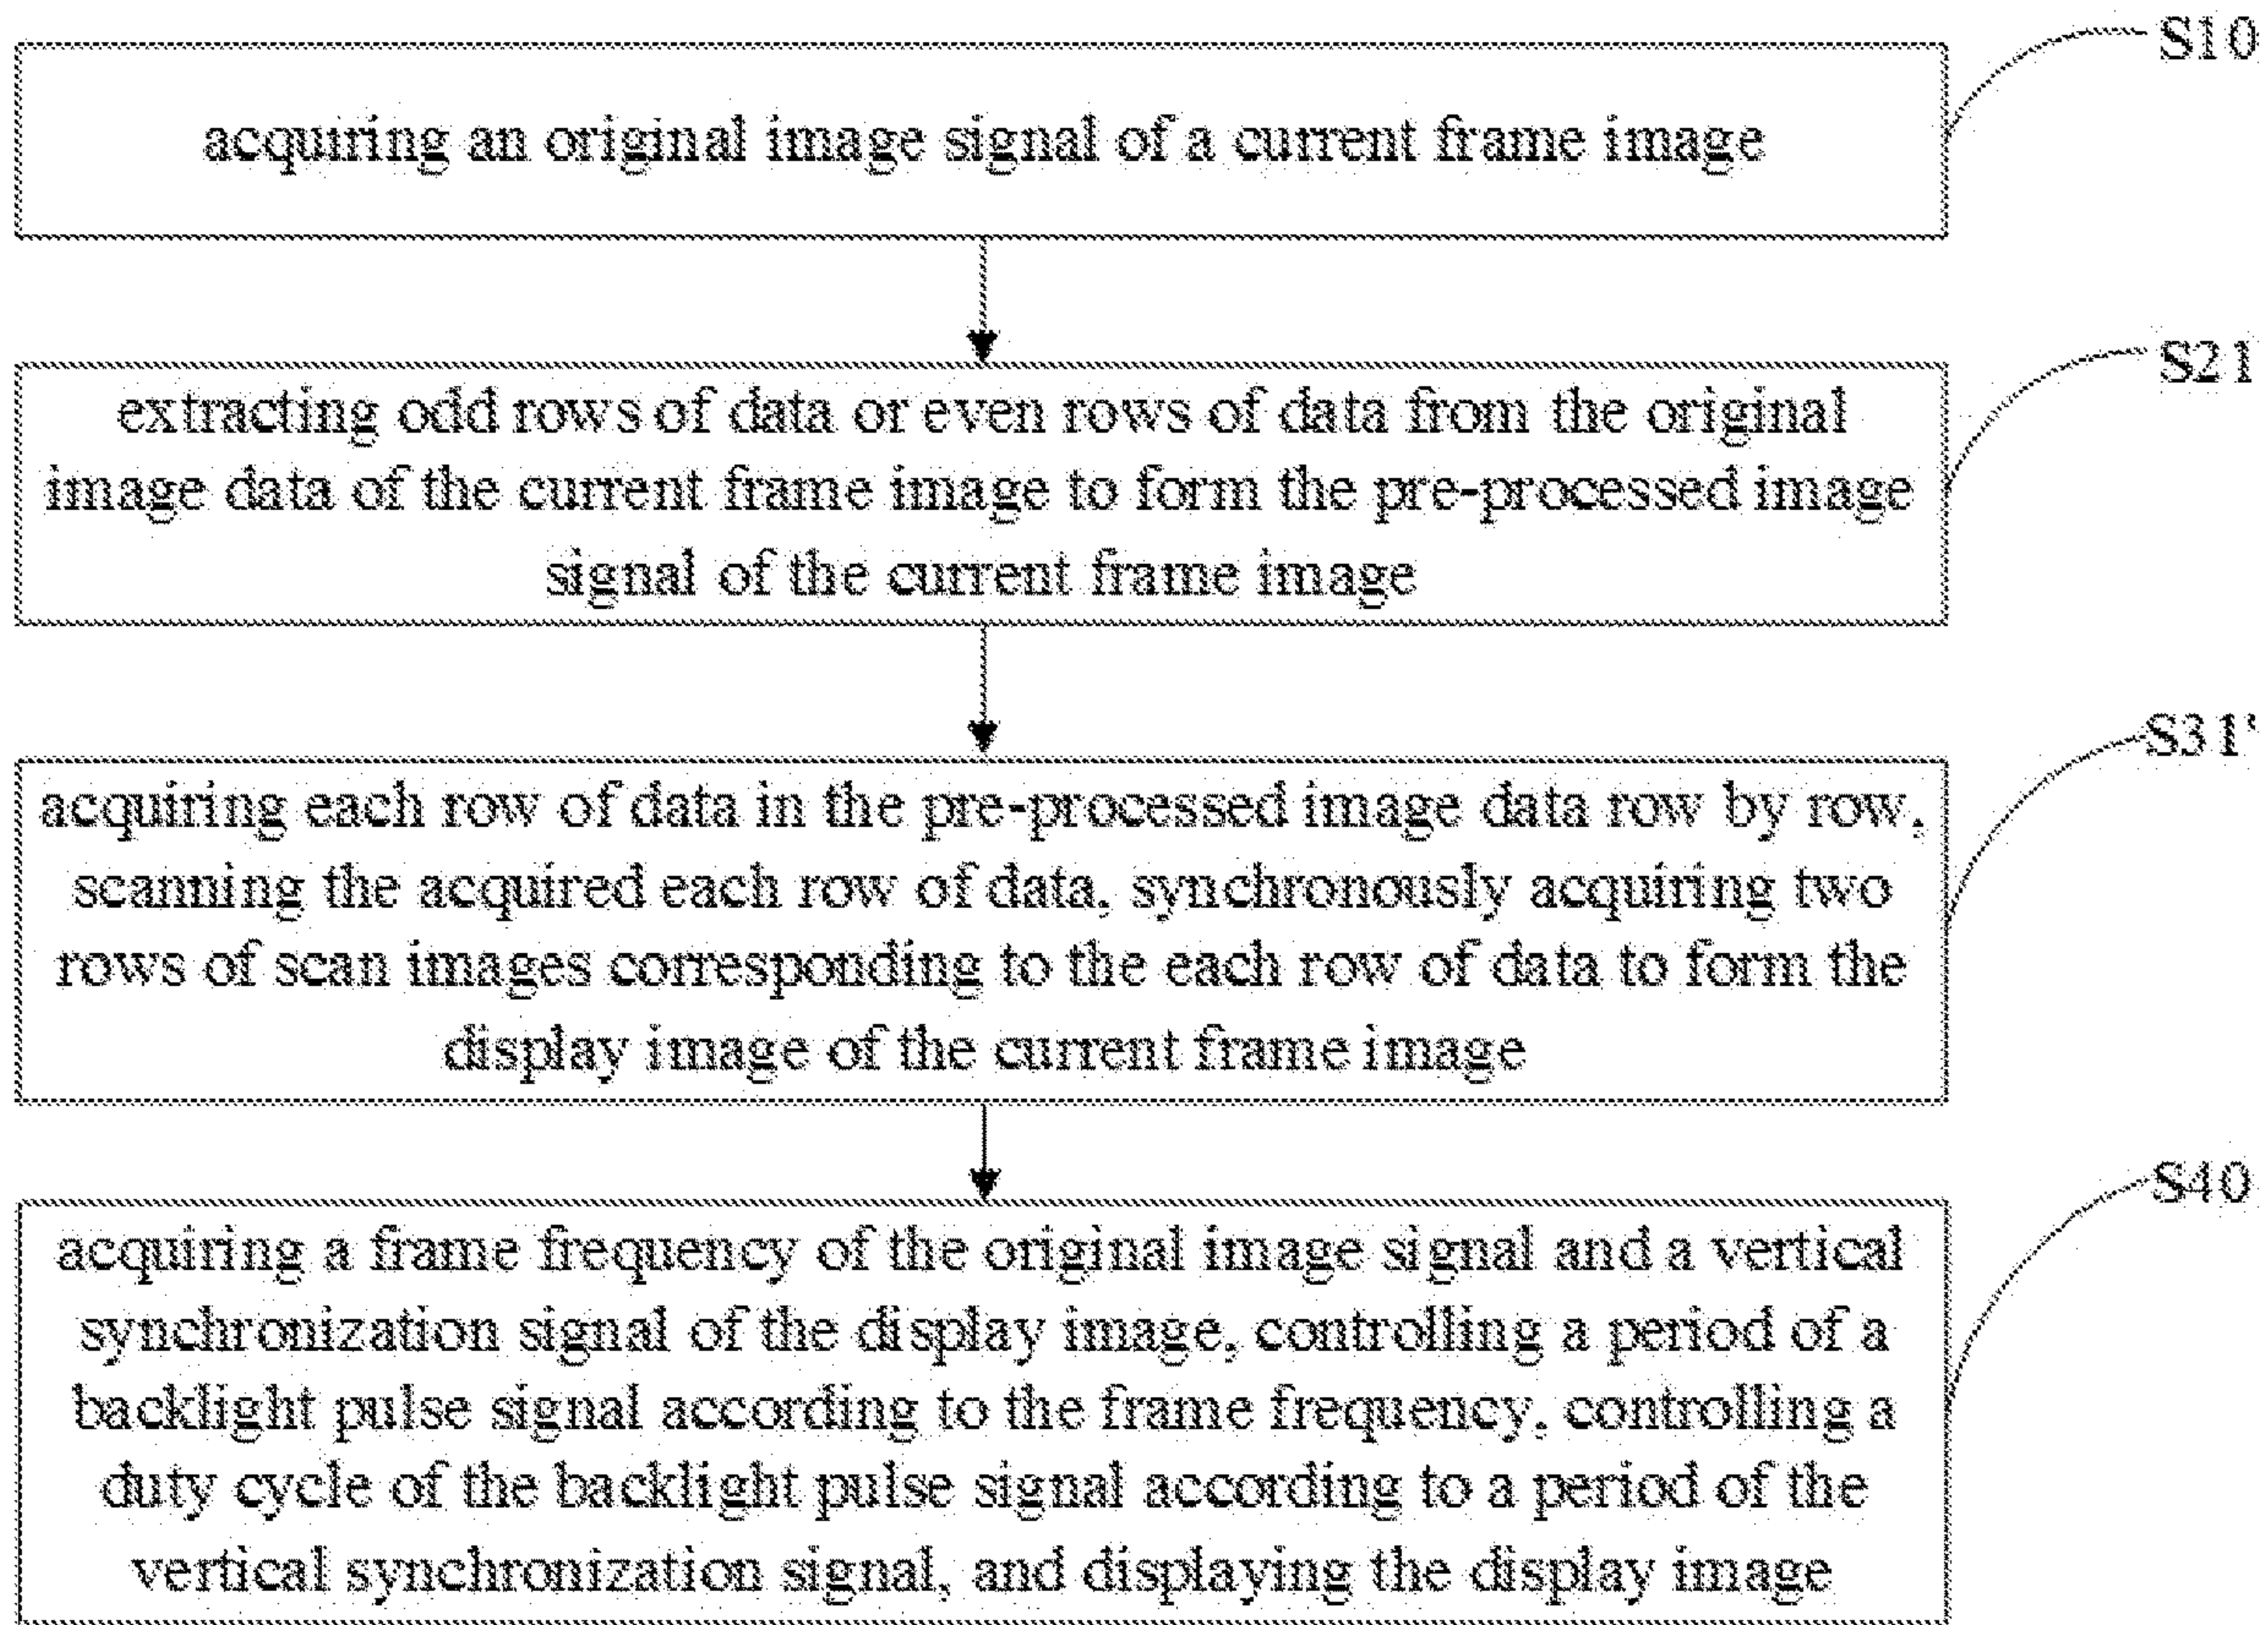 S10
acquiring an original image signal of a current frame image
S21
extracting odd rows of data or even rows of data from the original
image data of the current frame image to form the pre-processed image
signal of the current frame image
S31'
acquiring each row of data in the pre-processed image data row by row,
scanning the acquired each row of data, synchronously acquiring two
rows of scan images corresponding to the each row of data to form the
display image of the current frame image
S40
acquiring a frame frequency of the original image signal and a vertical
synchronization signal of the display image, controlling a period of a
backlight pulse signal according to the frame frequency, controlling a
duty cycle of the backlight pulse signal according to a period of the
vertical synchronization signal, and displaying the display image